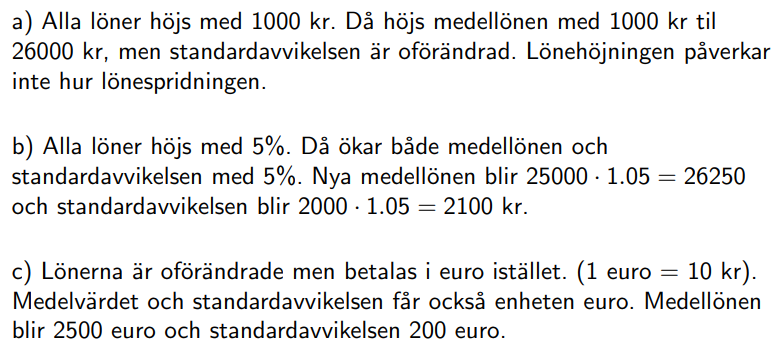 a) Alla löner höjs med 1000 kr. Då höjs medellönen med 1000 kr til
26000 kr, men standardavvikelsen är oförändrad. Lönehöjningen påverkar
inte hur lönespridningen.
b) Alla löner höjs med 5%. Då ökar både medellönen och
standardavvikelsen med 5%. Nya medellönen blir 25000 · 1.05 = 26250
och standardavvikelsen blir 2000 · 1.05 = 2100 kr.
c) Lönerna är oförändrade men betalas i euro istället. (1 euro = 10 kr).
Medelvärdet och standardavvikelsen får också enheten euro. Medellönen
blir 2500 euro och standardavvikelsen 200 euro.